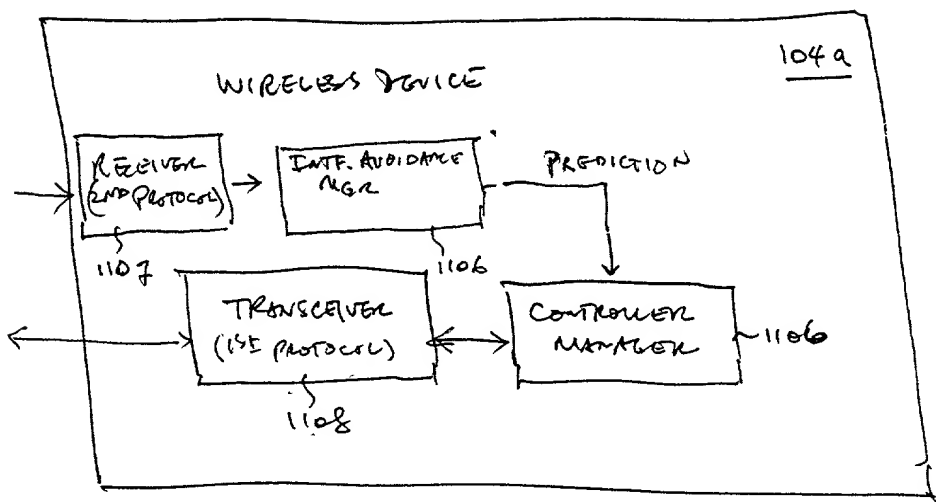 104a
WIRELESS DEVICE
RECEIVER
(2ND PROTOCOL)
INTF. AVOIDANCE
MGR
PREDICTION
1107
1106
TRANSCEIVER
(1ST PROTOCOL)
CONTROLLER
MANAGER
1106
1108